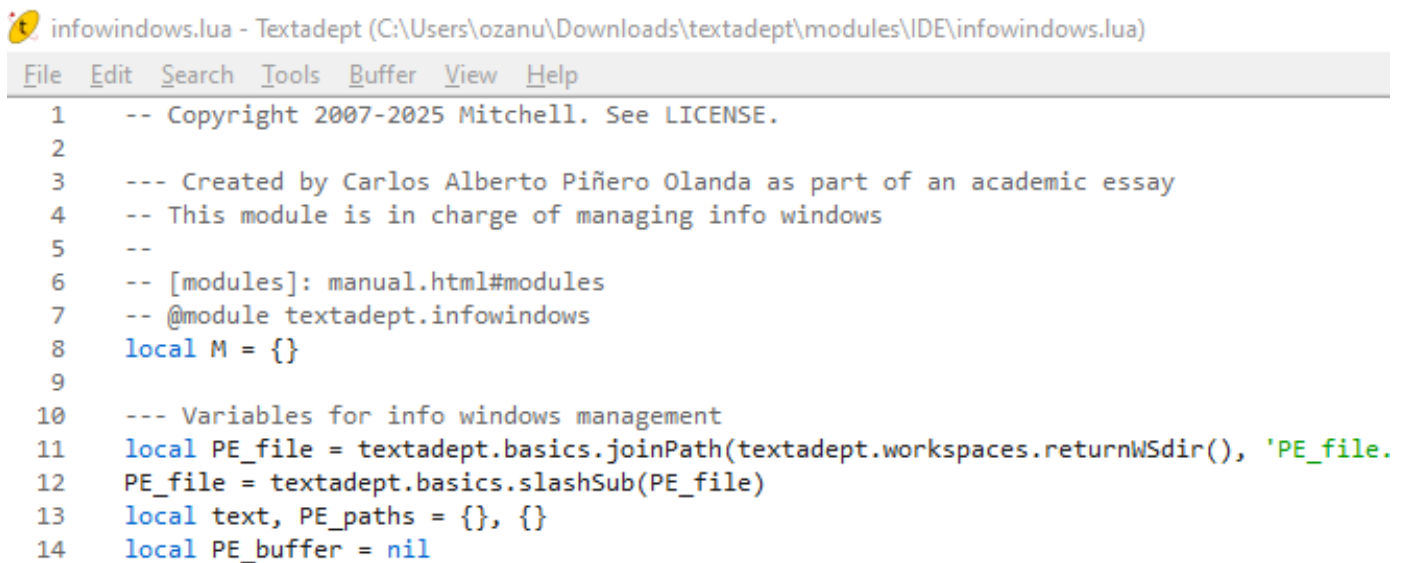 infowindows.lua - Textadept (C:\Users\ozanu\Downloads\textadept\modules\IDE\infowindows.lua)
File Edit Search Tools Buffer View Help
1 -- Copyright 2007-2025 Mitchell. See LICENSE.
2
3 --- Created by Carlos Alberto Piñero Olanda as part of an academic essay
4 -- This module is in charge of managing info windows
5 --
6 -- [modules]: manual.html#modules
7 -- @module textadept.infowindows
8 local M = {}
9
10 --- Variables for info windows management
11 local PE_file = textadept.basics.joinPath(textadept.workspaces.returnWSdir(), 'PE_file.
12 PE_file = textadept.basics.slashSub(PE_file)
13 local text, PE_paths = {}, {}
14 local PE_buffer = nil